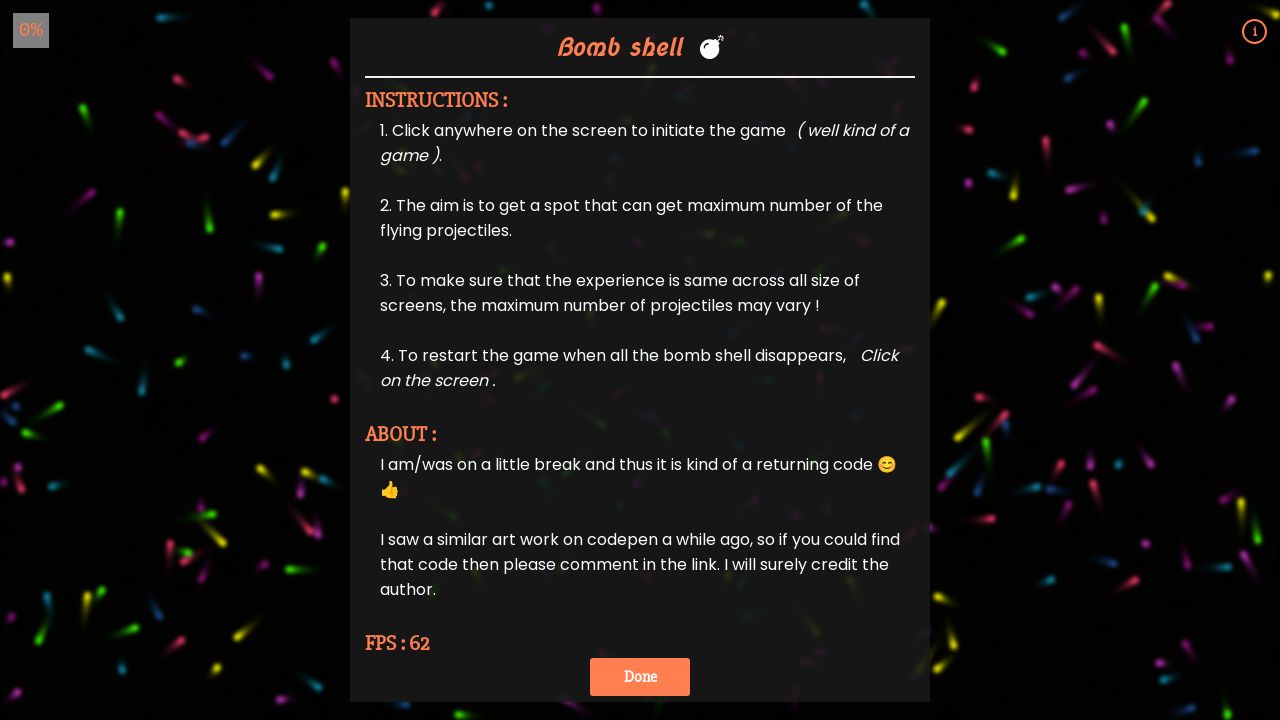 0%
i
Bomb shell 💣
INSTRUCTIONS :
1. Click anywhere on the screen to initiate the game ( well kind of a
game ).
2. The aim is to get a spot that can get maximum number of the
flying projectiles.
3. To make sure that the experience is same across all size of
screens, the maximum number of projectiles may vary !
4. To restart the game when all the bomb shell disappears, Click
on the screen .
ABOUT :
I am/was on a little break and thus it is kind of a returning code 😊
👍
I saw a similar art work on codepen a while ago, so if you could find
that code then please comment in the link. I will surely credit the
author.
FPS : 62
Done